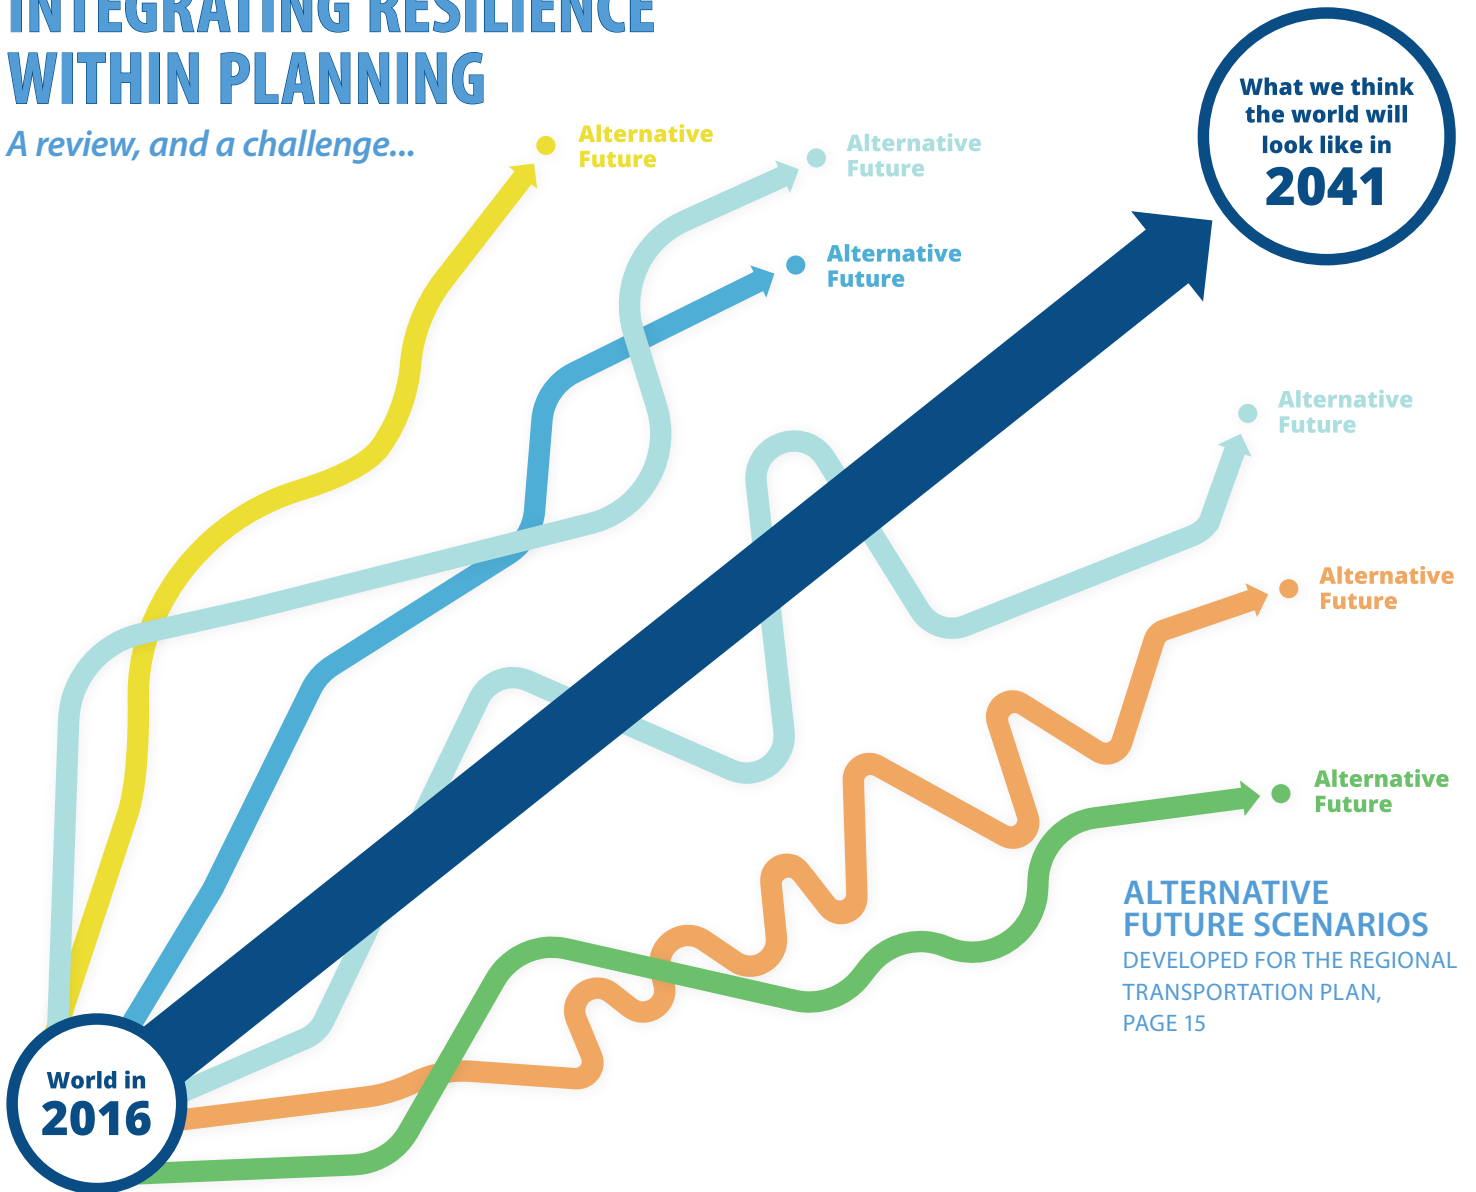 INTEGRATING RESILIENCE
WITHIN PLANNING
A review, and a challenge...
Alternative
Future
Alternative
Future
Alternative
Future
What we think
the world will
look like in
2041
Alternative
Future
Alternative
Future
Alternative
Future
ALTERNATIVE
FUTURE SCENARIOS
DEVELOPED FOR THE REGIONAL
TRANSPORTATION PLAN,
PAGE 15
World in
2016